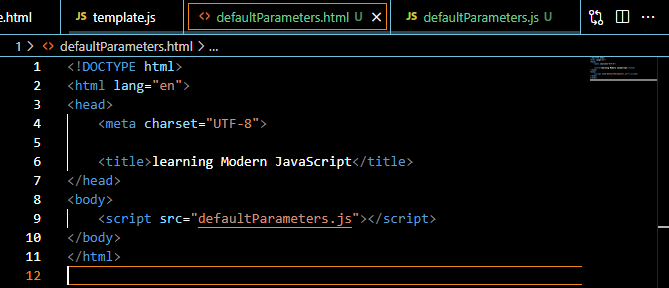 e.html JS template.js <> defaultParameters.html U × JS defaultParameters.js U ...
1 > <> defaultParameters.html > ...
1 <!DOCTYPE html>
2 <html lang="en">
3 <head>
4     <meta charset="UTF-8">
5
6     <title>learning Modern JavaScript</title>
7 </head>
8 <body>
9     <script src="defaultParameters.js"></script>
10 </body>
11 </html>
12